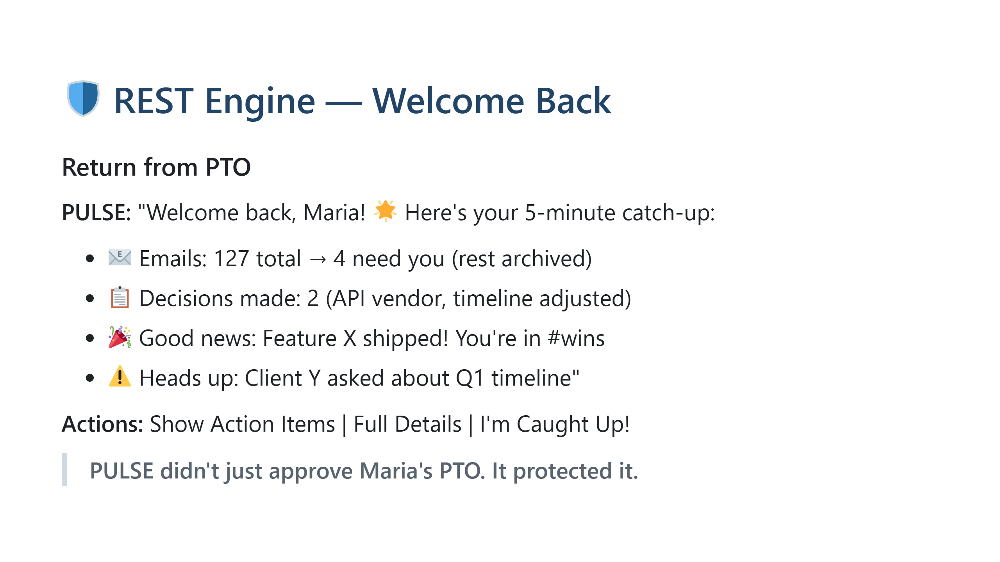 🛡️ REST Engine — Welcome Back
Return from PTO
PULSE: "Welcome back, Maria! 🌟 Here's your 5-minute catch-up:
• 📧 Emails: 127 total → 4 need you (rest archived)
• 📋 Decisions made: 2 (API vendor, timeline adjusted)
• 🎉 Good news: Feature X shipped! You're in #wins
• ⚠️ Heads up: Client Y asked about Q1 timeline"
Actions: Show Action Items | Full Details | I'm Caught Up!
PULSE didn't just approve Maria's PTO. It protected it.